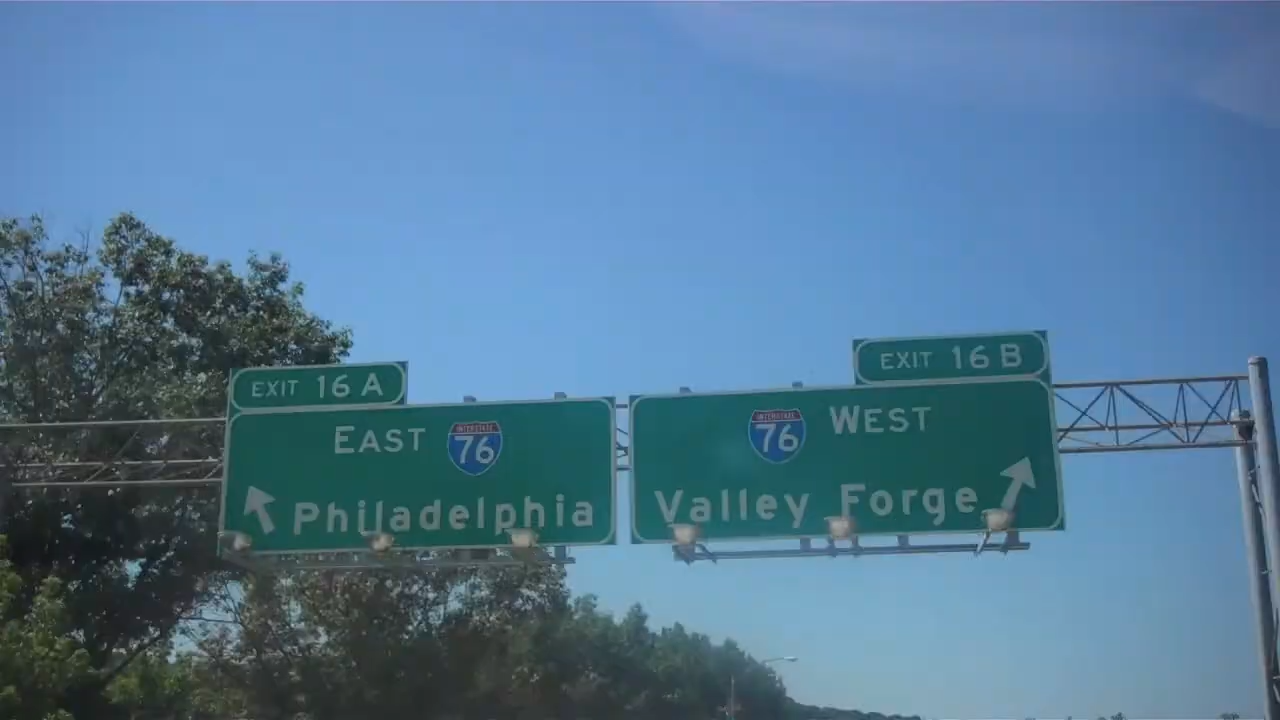 EXIT 16 A
EAST INTERSTATE 76
Philadelphia
EXIT 16 B
INTERSTATE 76 WEST
Valley Forge